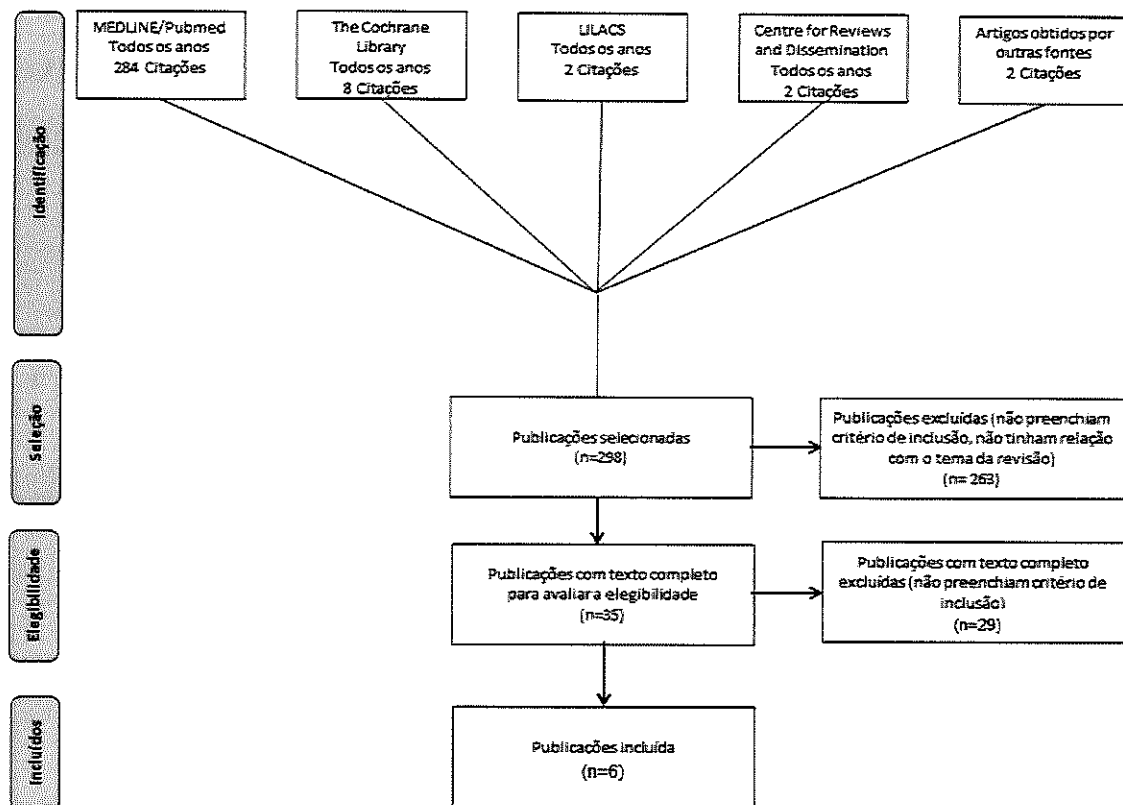 MEDLINE/Pubmed
Todos os anos
284 Citações
The Cochrane
Library
Todos os anos
8 Citações
LILACS
Todos os anos
2 Citações
Centre for Reviews
and Dissemination
Todos os anos
2 Citações
Artigos obtidos por
outras fontes
2 Citações
Identificação
Seleção
Publicações selecionadas
(n=298)
Publicações excluídas (não preenchiam
critério de inclusão, não tinham relação
com o tema da revisão)
(n= 263)
Elegibilidade
Publicações com texto completo
para avaliar a elegibilidade
(n=35)
Publicações com texto completo
excluídas (não preenchiam critério de
inclusão)
(n=29)
Incluídos
Publicações incluída
(n=6)